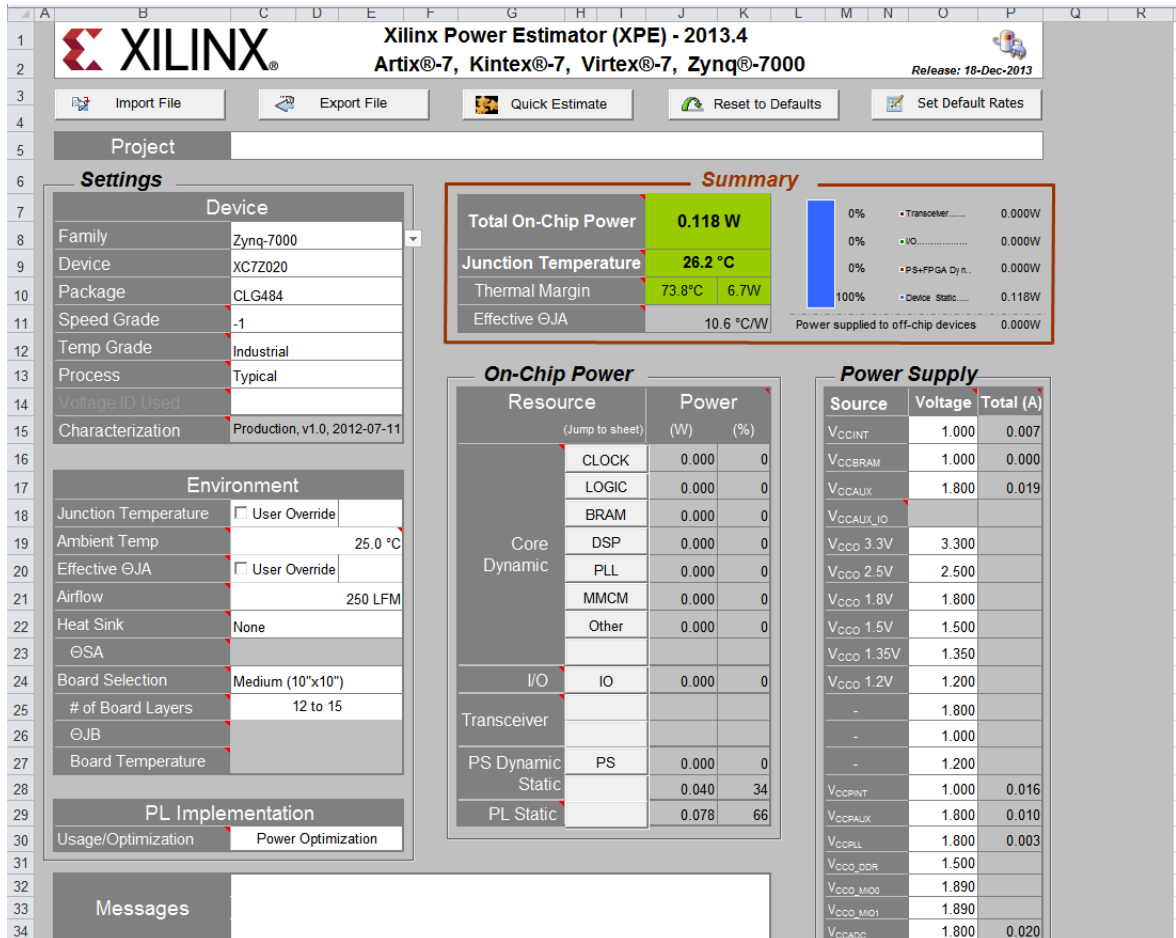 A B C D E F G H I J K L M N O P Q R
1 XILINX® Xilinx Power Estimator (XPE) - 2013.4
2 Artix®-7, Kintex®-7, Virtex®-7, Zynq®-7000 Release: 18-Dec-2013
3 Import File Export File Quick Estimate Reset to Defaults Set Default Rates
4
5 Project
6 Settings Summary
7 Device Total On-Chip Power 0.118 W 0% Transceiver...... 0.000W
8 Family Zynq-7000 0% I/O.................. 0.000W
9 Device XC7Z020 Junction Temperature 26.2 °C 0% PS+FPGA Dyn.. 0.000W
10 Package CLG484 Thermal Margin 73.8°C 6.7W 100% Device Static..... 0.118W
11 Speed Grade -1 Effective ΘJA 10.6 °C/W Power supplied to off-chip devices 0.000W
12 Temp Grade Industrial
13 Process Typical On-Chip Power Power Supply
14 Voltage ID Used Resource Power Source Voltage Total (A)
15 Characterization Production, v1.0, 2012-07-11 (Jump to sheet) (W) (%) VCCINT 1.000 0.007
16 CLOCK 0.000 0 VCCBRAM 1.000 0.000
17 Environment LOGIC 0.000 0 VCCAUX 1.800 0.019
18 Junction Temperature User Override BRAM 0.000 0 VCCAUX_IO
19 Ambient Temp 25.0 °C Core DSP 0.000 0 VCCO 3.3V 3.300
20 Effective ΘJA User Override Dynamic PLL 0.000 0 VCCO 2.5V 2.500
21 Airflow 250 LFM MMCM 0.000 0 VCCO 1.8V 1.800
22 Heat Sink None Other 0.000 0 VCCO 1.5V 1.500
23 ΘSA VCCO 1.35V 1.350
24 Board Selection Medium (10"x10") I/O IO 0.000 0 VCCO 1.2V 1.200
25 # of Board Layers 12 to 15 Transceiver - 1.800
26 ΘJB - 1.000
27 Board Temperature PS Dynamic PS 0.000 0 - 1.200
28 Static 0.040 34 VCCPINT 1.000 0.016
29 PL Implementation PL Static 0.078 66 VCCPAUX 1.800 0.010
30 Usage/Optimization Power Optimization VCCPLL 1.800 0.003
31 VCCO_DDR 1.500
32 VCCO_MIO0 1.890
33 Messages VCCO_MIO1 1.890
34 VCCADC 1.800 0.020